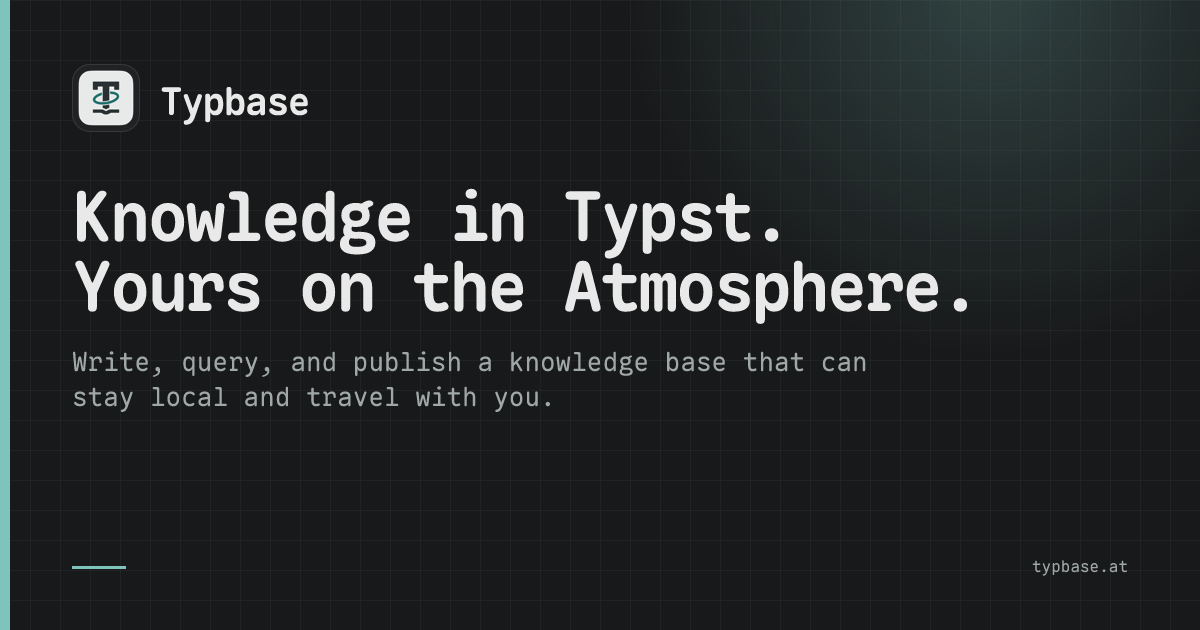 Typbase
Knowledge in Typst.
Yours on the Atmosphere.
Write, query, and publish a knowledge base that can
stay local and travel with you.
typbase.at